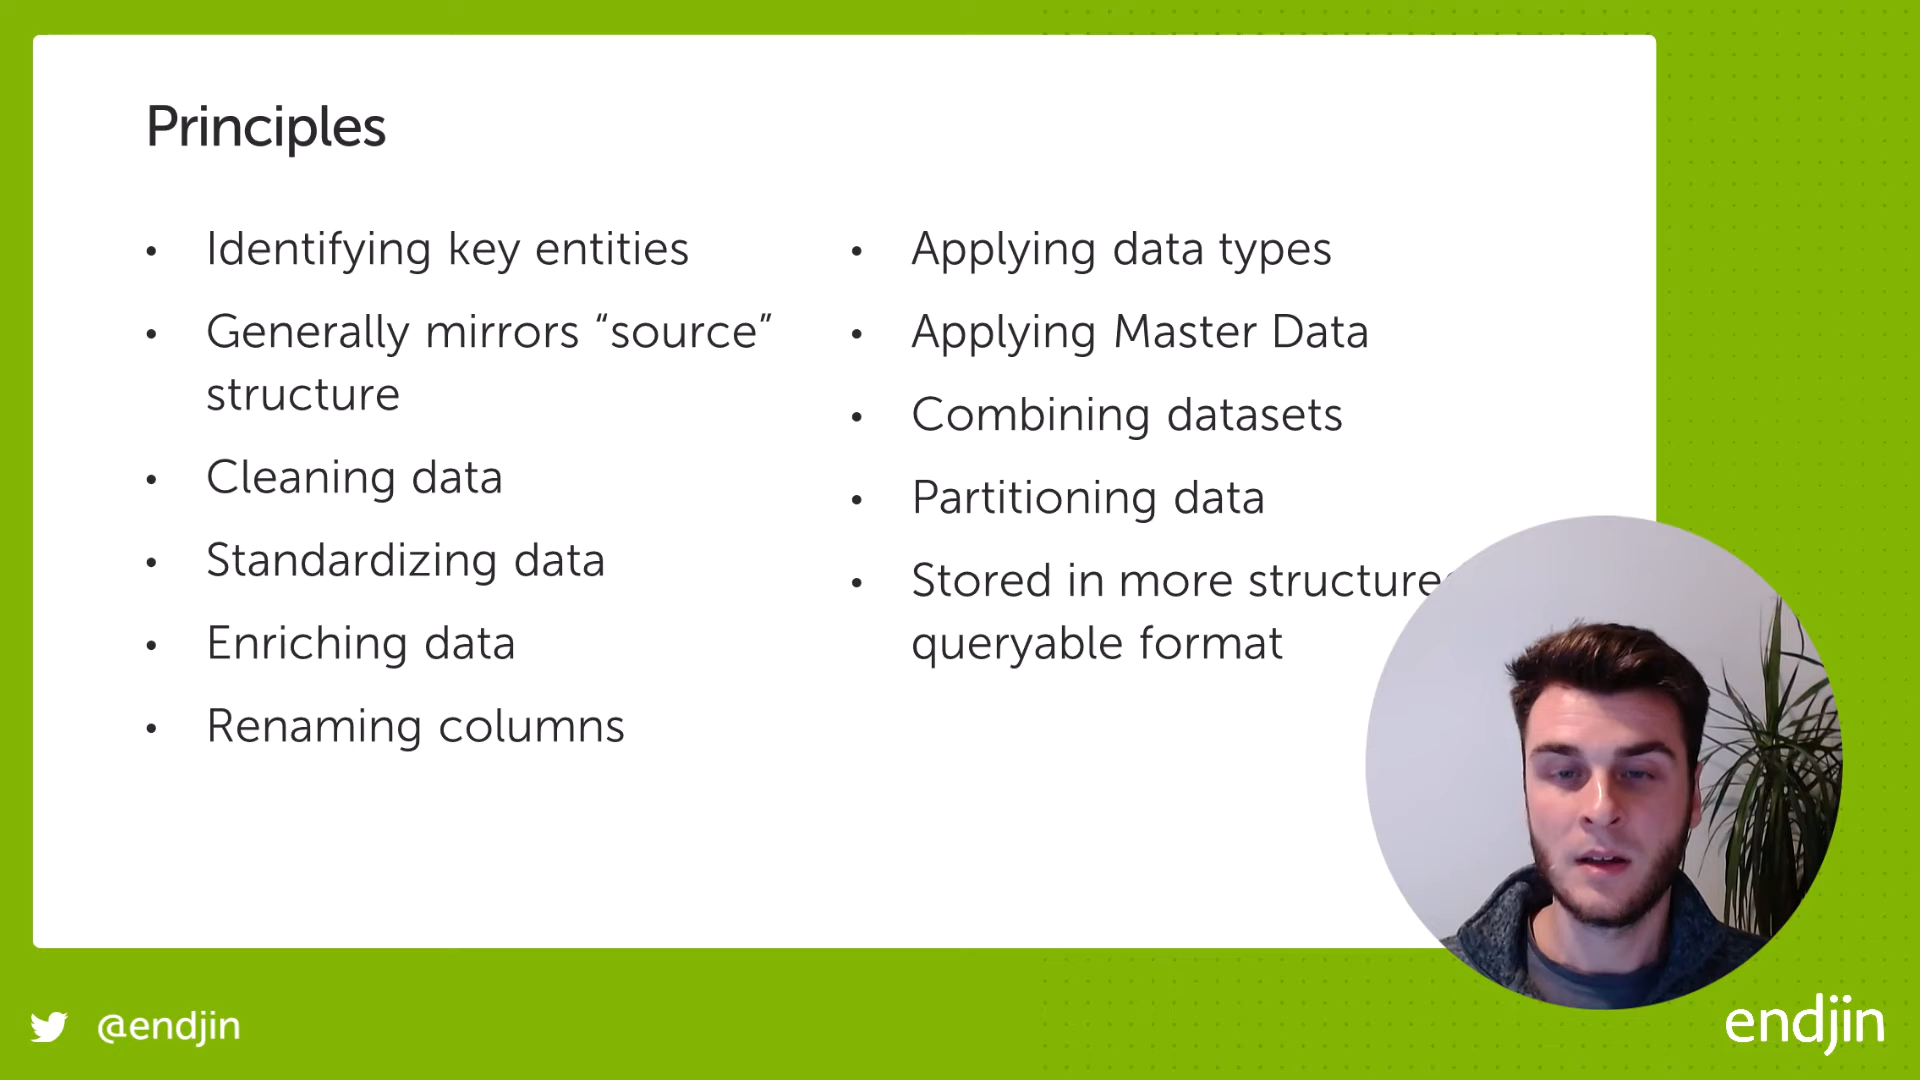 Principles
• Identifying key entities
• Generally mirrors “source”
structure
• Cleaning data
• Standardizing data
• Enriching data
• Renaming columns
• Applying data types
• Applying Master Data
• Combining datasets
• Partitioning data
• Stored in more
queryable format
@endjin
endjin